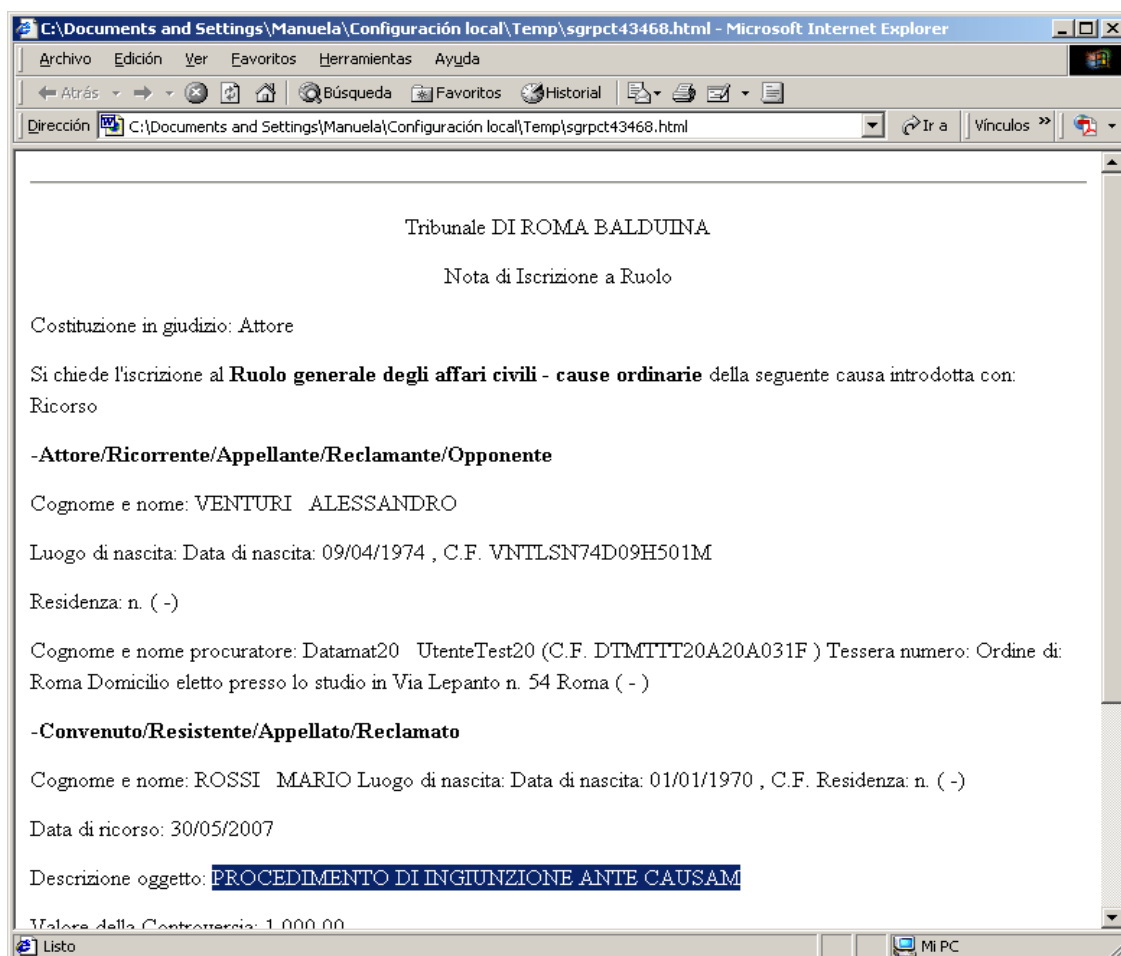 C:\Documents and Settings\Manuela\Configuración local\Temp\sgrpct43468.html - Microsoft Internet Explorer
Archivo Edición Ver Favoritos Herramientas Ayuda
Atrás Búsqueda Favoritos Historial
Dirección C:\Documents and Settings\Manuela\Configuración local\Temp\sgrpct43468.html Ir a Vínculos »
Tribunale DI ROMA BALDUINA
Nota di Iscrizione a Ruolo
Costituzione in giudizio: Attore
Si chiede l'iscrizione al Ruolo generale degli affari civili - cause ordinarie della seguente causa introdotta con:
Ricorso
-Attore/Ricorrente/Appellante/Reclamante/Opponente
Cognome e nome: VENTURI ALESSANDRO
Luogo di nascita: Data di nascita: 09/04/1974 , C.F. VNTLSN74D09H501M
Residenza: n. ( -)
Cognome e nome procuratore: Datamat20 UtenteTest20 (C.F. DTMTTT20A20A031F ) Tessera numero: Ordine di:
Roma Domicilio eletto presso lo studio in Via Lepanto n. 54 Roma ( - )
-Convenuto/Resistente/Appellato/Reclamato
Cognome e nome: ROSSI MARIO Luogo di nascita: Data di nascita: 01/01/1970 , C.F. Residenza: n. ( -)
Data di ricorso: 30/05/2007
Descrizione oggetto: PROCEDIMENTO DI INGIUNZIONE ANTE CAUSAM
Valore della Controversia: 1.000,00
Listo Mi PC